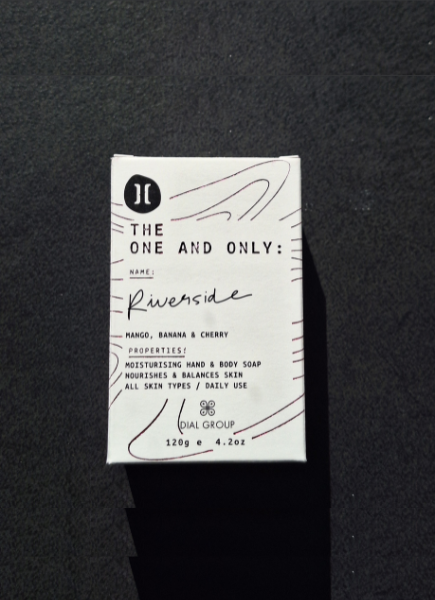 THE
ONE AND ONLY:
NAME:
Riverside
MANGO, BANANA & CHERRY
PROPERTIES:
MOISTURISING HAND & BODY SOAP
NOURISHES & BALANCES SKIN
ALL SKIN TYPES / DAILY USE
DIAL GROUP
120g e 4.2oz